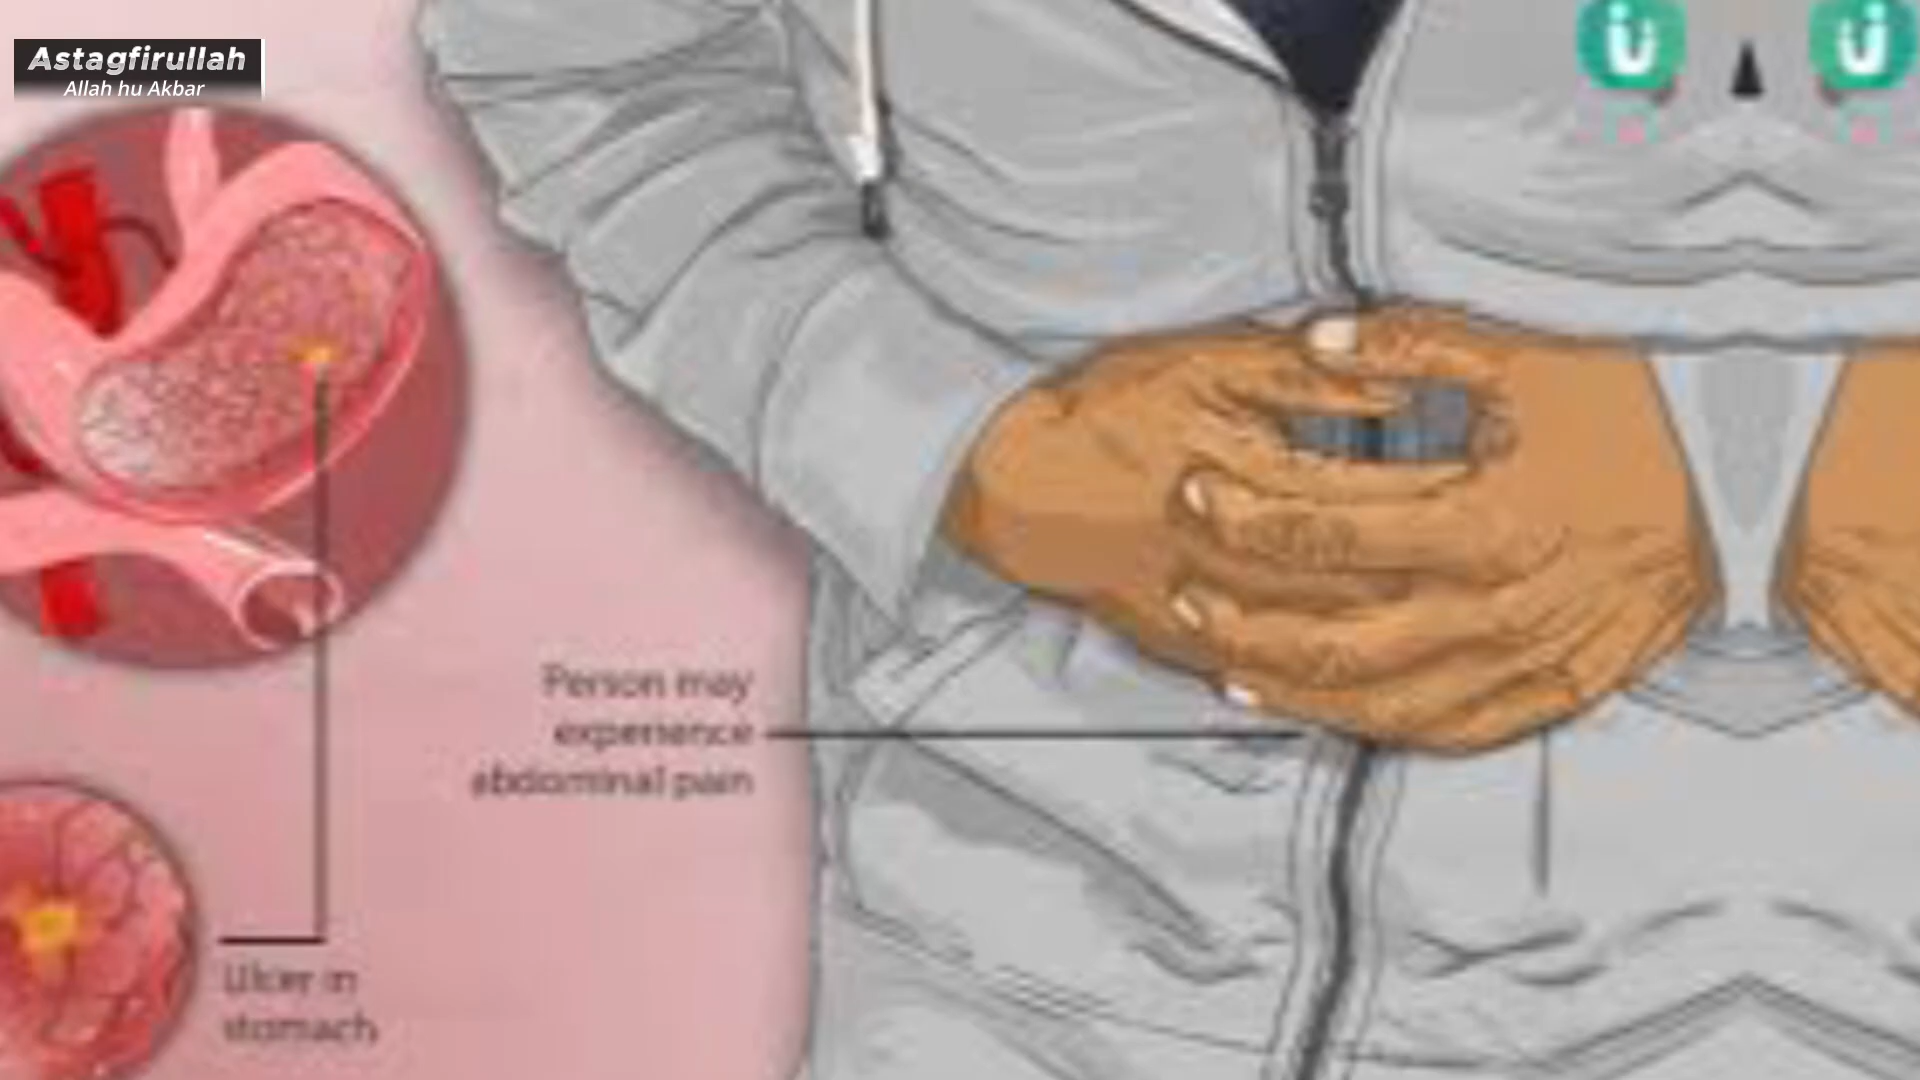 Astagfirullah
Allah hu Akbar
Person may
experience
abdominal pain
Ulcer in
stomach